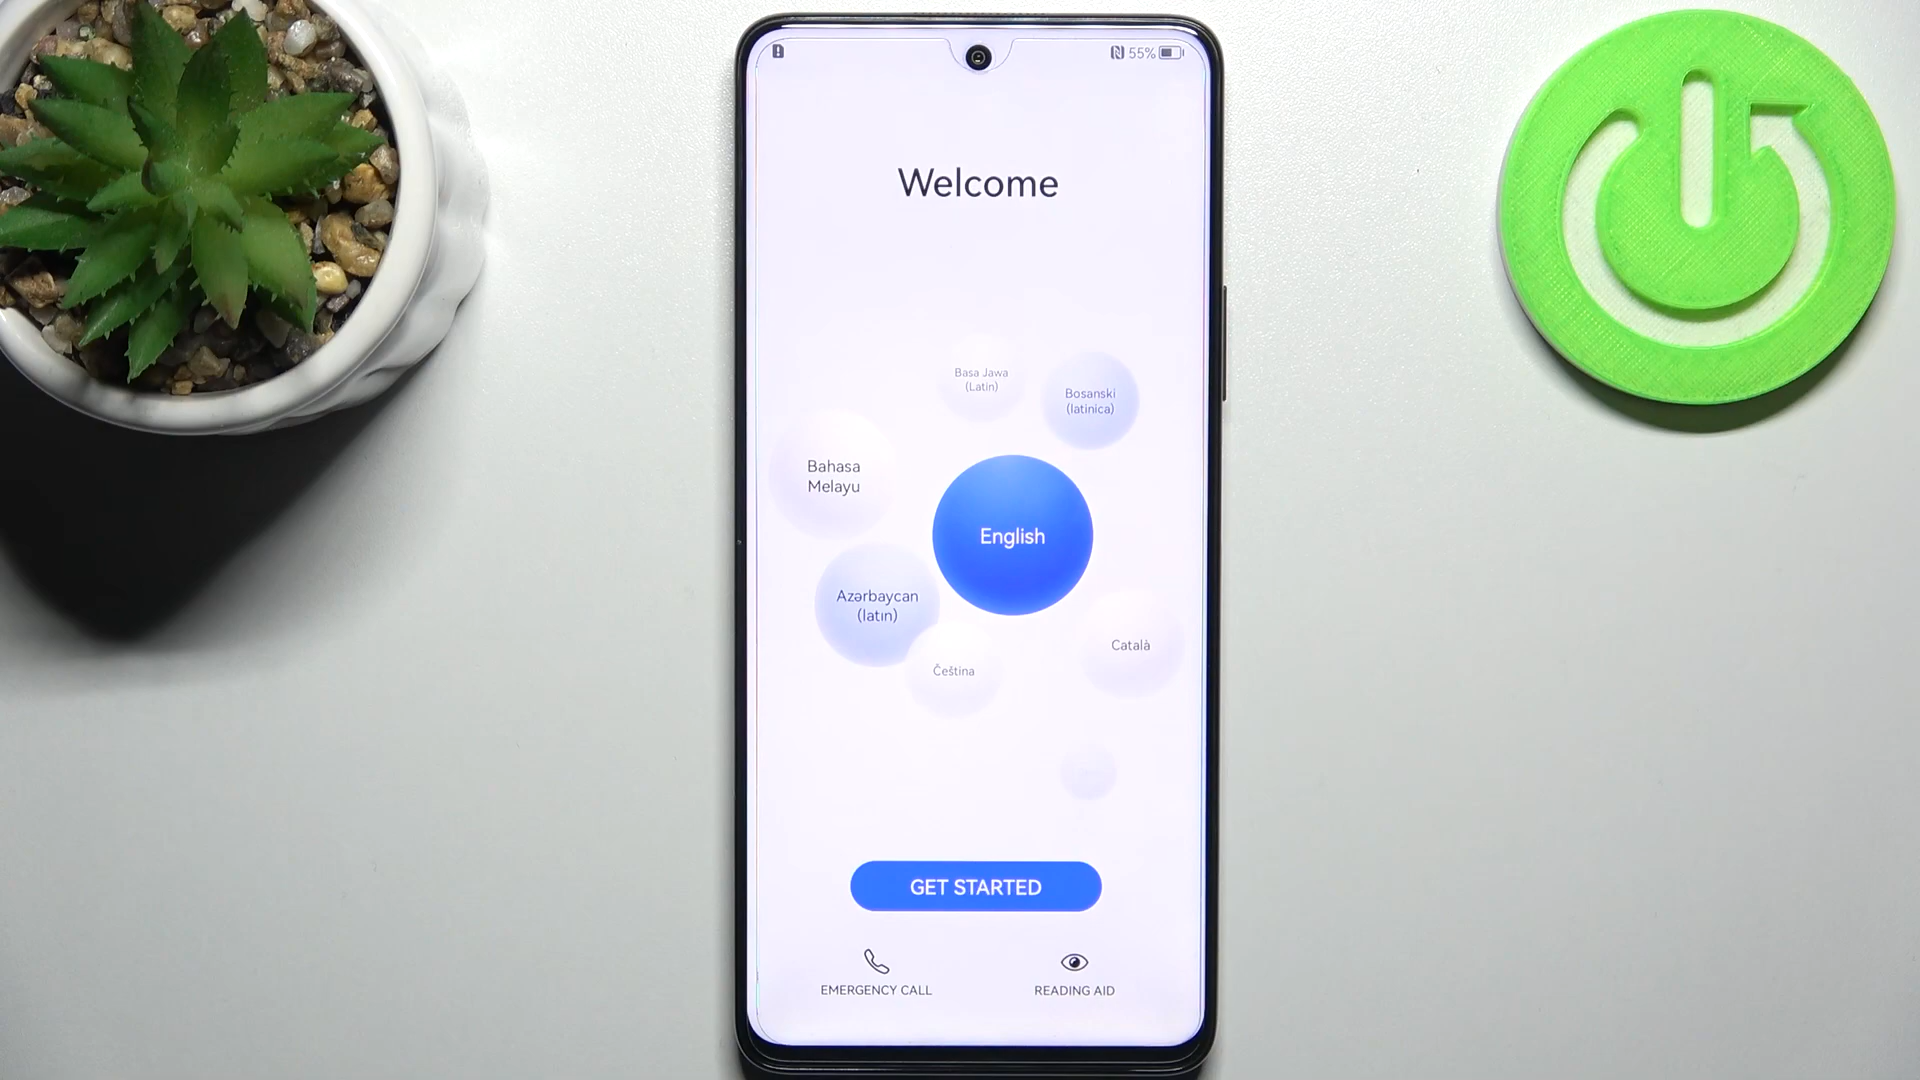 55%
Welcome
Basa Jawa
(Latin)
Bosanski
(latinica)
Bahasa
Melayu
English
Azərbaycan
(latın)
Català
Čeština
GET STARTED
EMERGENCY CALL
READING AID